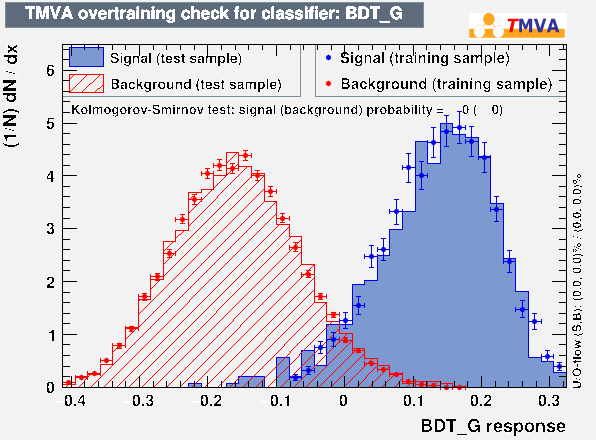 TMVA overtraining check for classifier: BDT_G
TMVA
Signal (test sample)
Background (test sample)
Signal (training sample)
Background (training sample)
Kolmogorov-Smirnov test: signal (background) probability = 0 ( 0)
(1/N) dN / dx
6
5
4
3
2
1
0
-0.4 -0.3 -0.2 -0.1 0 0.1 0.2 0.3
BDT_G response
U/O-flow (S,B): (0.0, 0.0)% / (0.0, 0.0)%